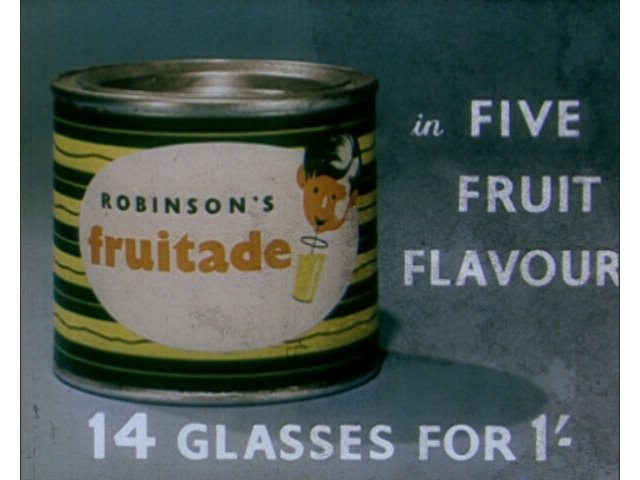 ROBINSON'S
fruitade
in FIVE
FRUIT
FLAVOUR
14 GLASSES FOR 1/-